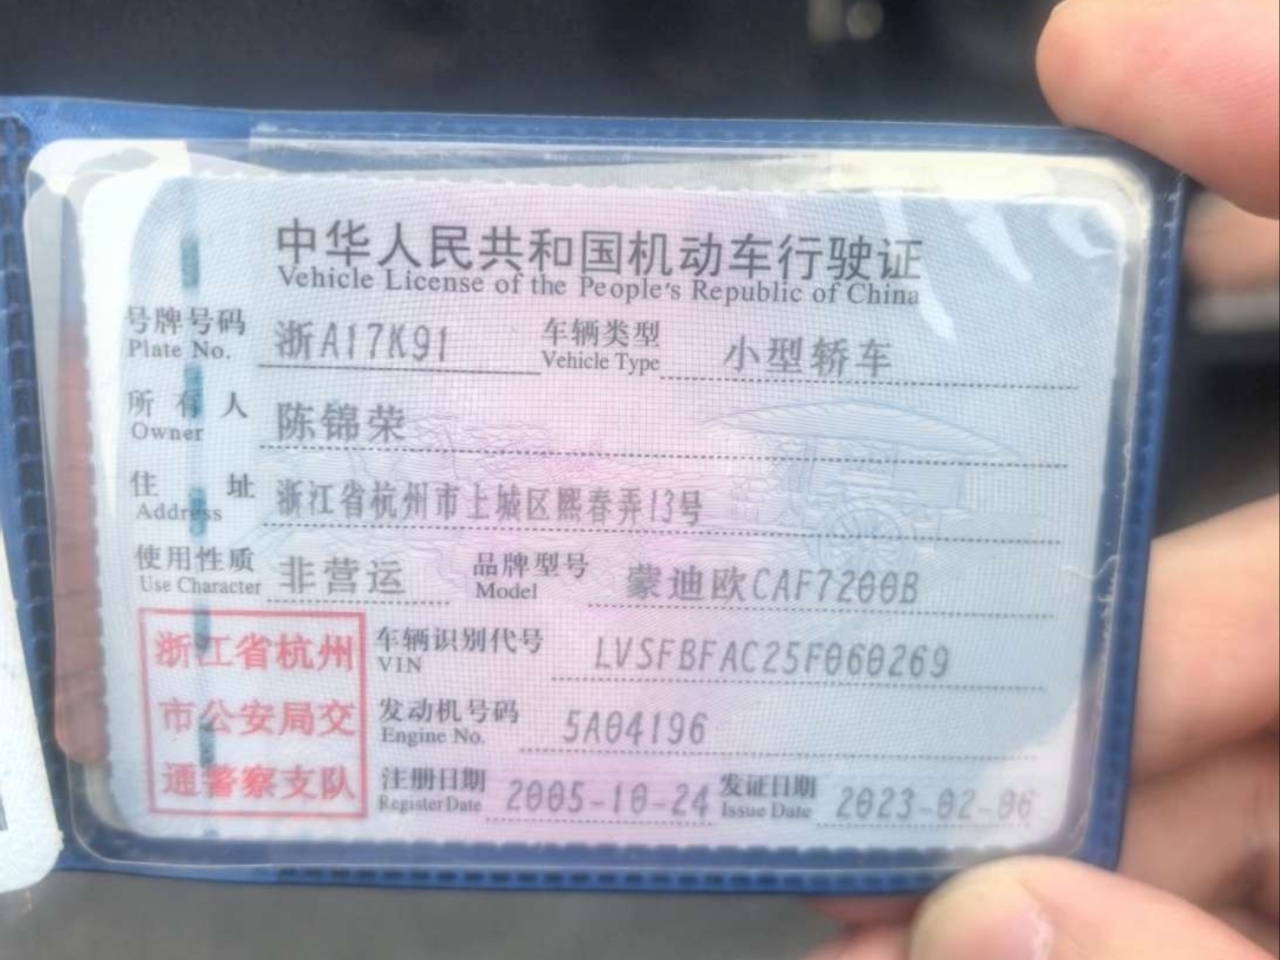 中华人民共和国机动车行驶证
Vehicle License of the People's Republic of China
号牌号码 浙A17K91 车辆类型 小型轿车
Plate No. Vehicle Type
所有人 陈锦荣
Owner
住址 浙江省杭州市上城区熙春弄13号
Address
使用性质 非营运 品牌型号 蒙迪欧CAF7200B
Use Character Model
浙江省杭州
市公安局交
通警察支队
车辆识别代号 LVSFBFAC25F060269
VIN
发动机号码 5A04196
Engine No.
注册日期 2005-10-24 发证日期 2023-02-06
Register Date Issue Date